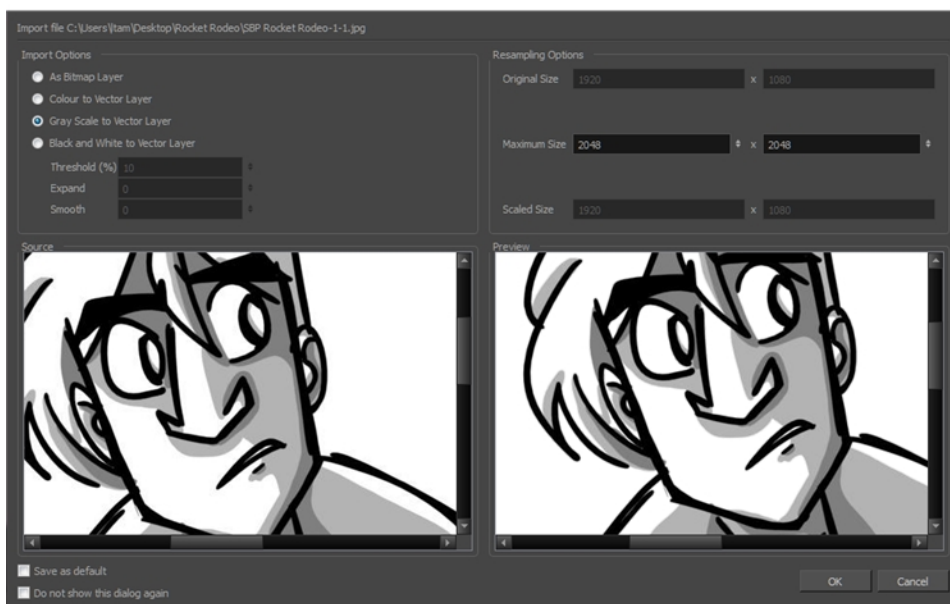 Import file C:\Users\ltam\Desktop\Rocket Rodeo\SBP Rocket Rodeo-1-1.jpg
Import Options
As Bitmap Layer
Colour to Vector Layer
Gray Scale to Vector Layer
Black and White to Vector Layer
Threshold (%) 10
Expand 0
Smooth 0
Resampling Options
Original Size 1920 x 1080
Maximum Size 2048 x 2048
Scaled Size 1920 x 1080
Source
Preview
Save as default
Do not show this dialog again
OK Cancel